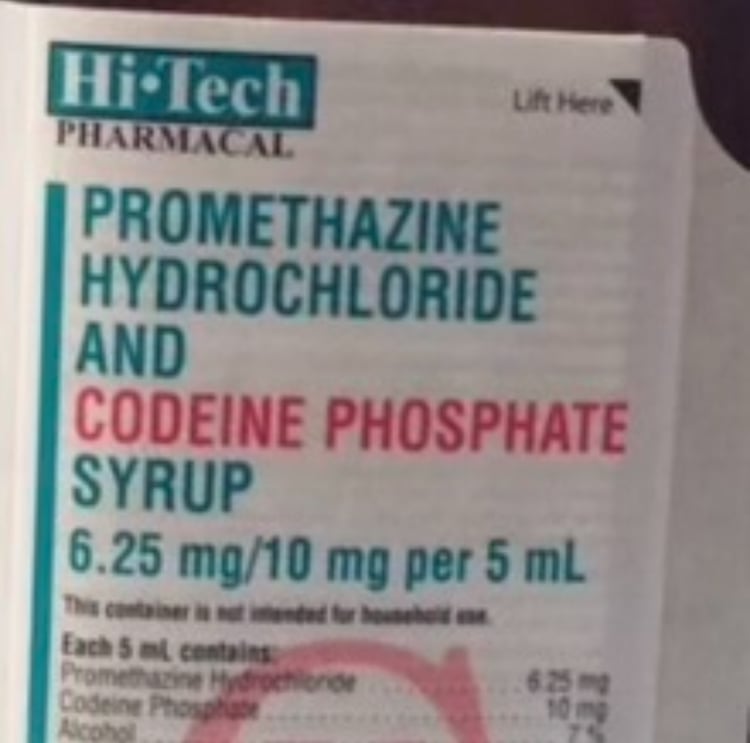 Hi•Tech
PHARMACAL
Lift Here
PROMETHAZINE
HYDROCHLORIDE
AND
CODEINE PHOSPHATE
SYRUP
6.25 mg/10 mg per 5 mL
This container is not intended for household use.
Each 5 mL contains:
Promethazine Hydrochloride ............ 6.25 mg
Codeine Phosphate ............ 10 mg
Alcohol ............ 7%